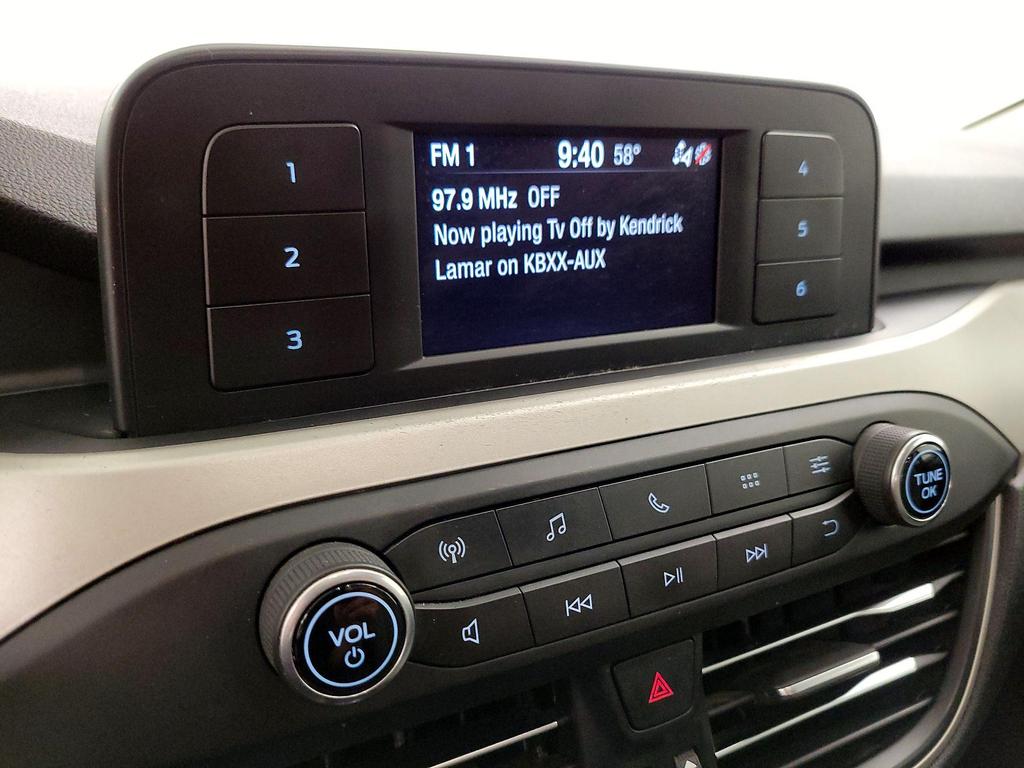 FM 1 9:40 58°
97.9 MHz OFF
Now playing Tv Off by Kendrick
Lamar on KBXX-AUX
1
2
3
4
5
6
VOL
TUNE
OK